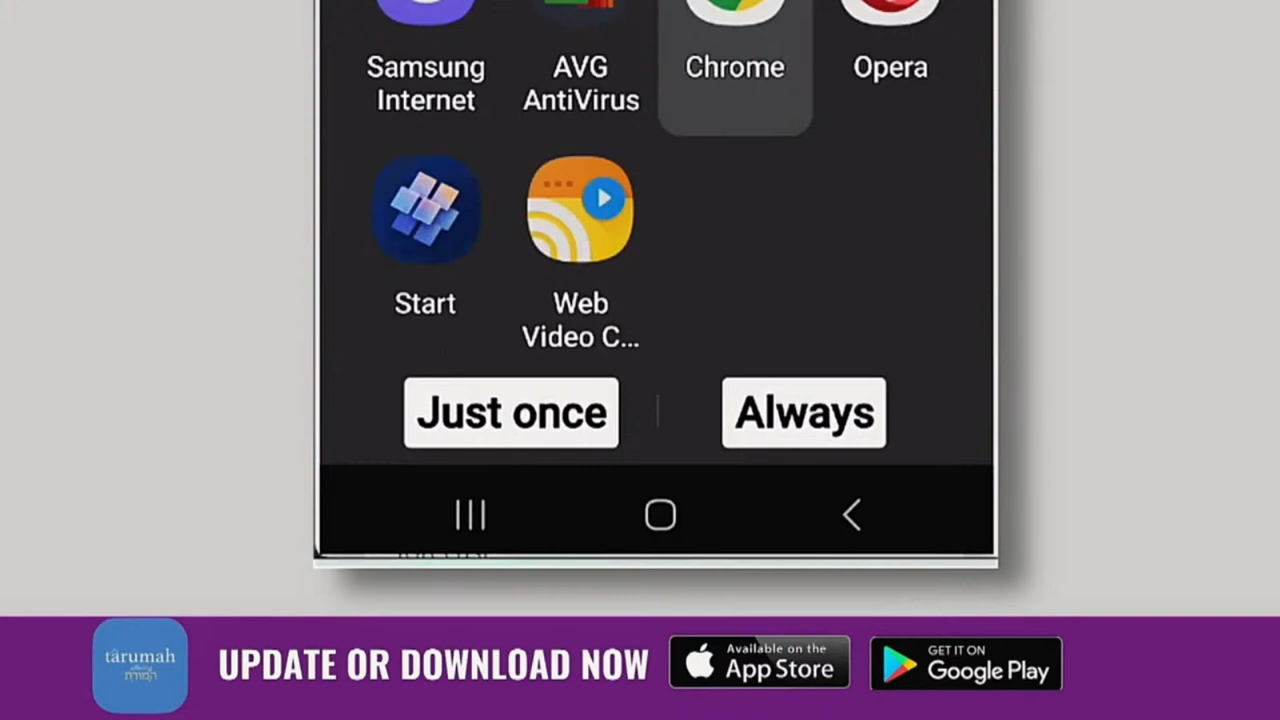 Samsung
Internet
AVG
AntiVirus
Chrome
Opera
Start
Web
Video C...
Just once
Always
tārumah
offering
UPDATE OR DOWNLOAD NOW
Available on the
App Store
GET IT ON
Google Play